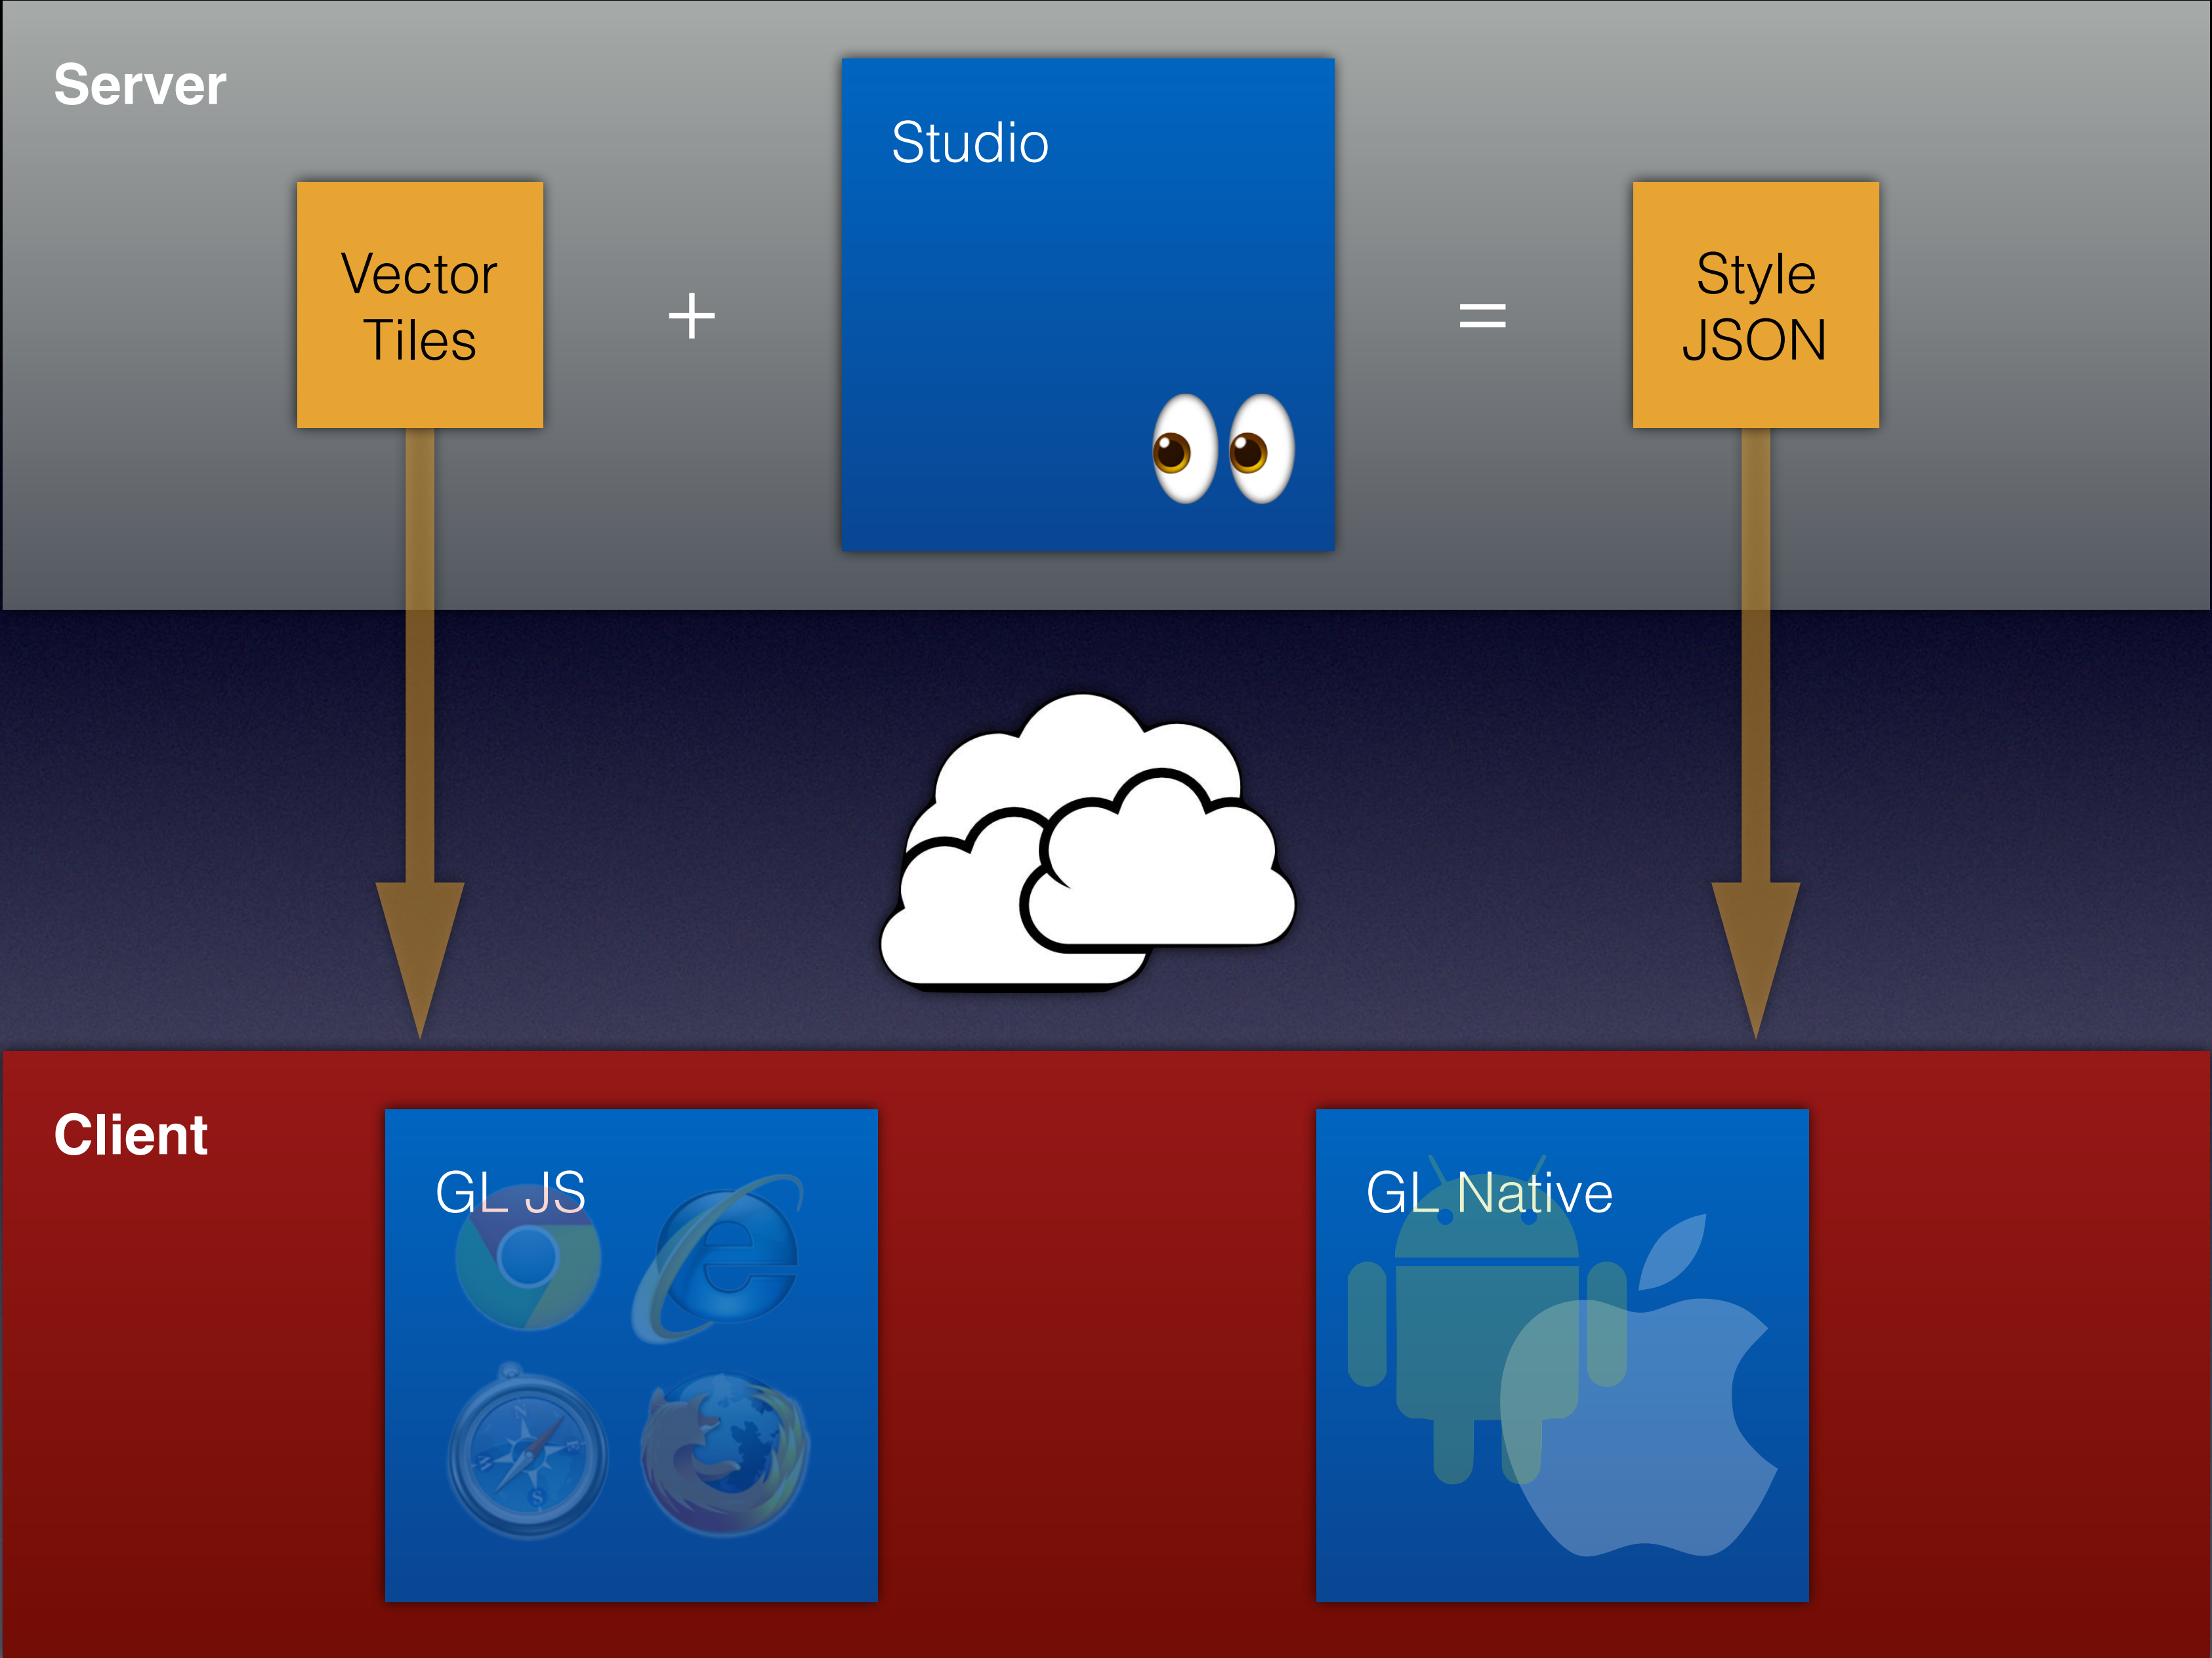 Server
Studio
Vector
Tiles
+
=
Style
JSON
Client
GL JS
GL Native
N
E
S
W